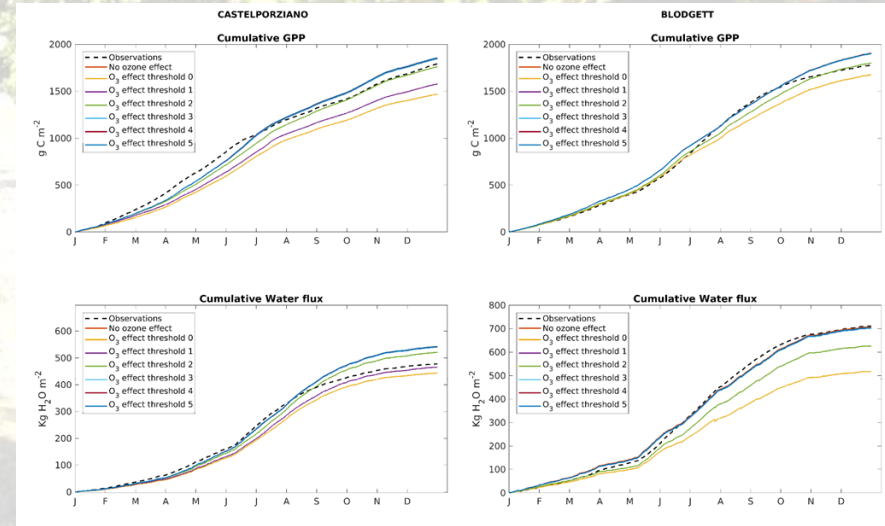 CASTELPORZIANO
Cumulative GPP
2000
1500
1000
500
0
g C m-2
Observations
No ozone effect
O3 effect threshold 0
O3 effect threshold 1
O3 effect threshold 2
O3 effect threshold 3
O3 effect threshold 4
O3 effect threshold 5
J F M A M J J A S O N D
BLODGETT
Cumulative GPP
2000
1500
1000
500
0
g C m-2
Observations
No ozone effect
O3 effect threshold 0
O3 effect threshold 1
O3 effect threshold 2
O3 effect threshold 3
O3 effect threshold 4
O3 effect threshold 5
J F M A M J J A S O N D
Cumulative Water flux
600
500
400
300
200
100
0
Kg H2O m-2
Observations
No ozone effect
O3 effect threshold 0
O3 effect threshold 1
O3 effect threshold 2
O3 effect threshold 3
O3 effect threshold 4
O3 effect threshold 5
J F M A M J J A S O N D
Cumulative Water flux
800
700
600
500
400
300
200
100
0
Kg H2O m-2
Observations
No ozone effect
O3 effect threshold 0
O3 effect threshold 1
O3 effect threshold 2
O3 effect threshold 3
O3 effect threshold 4
O3 effect threshold 5
J F M A M J J A S O N D